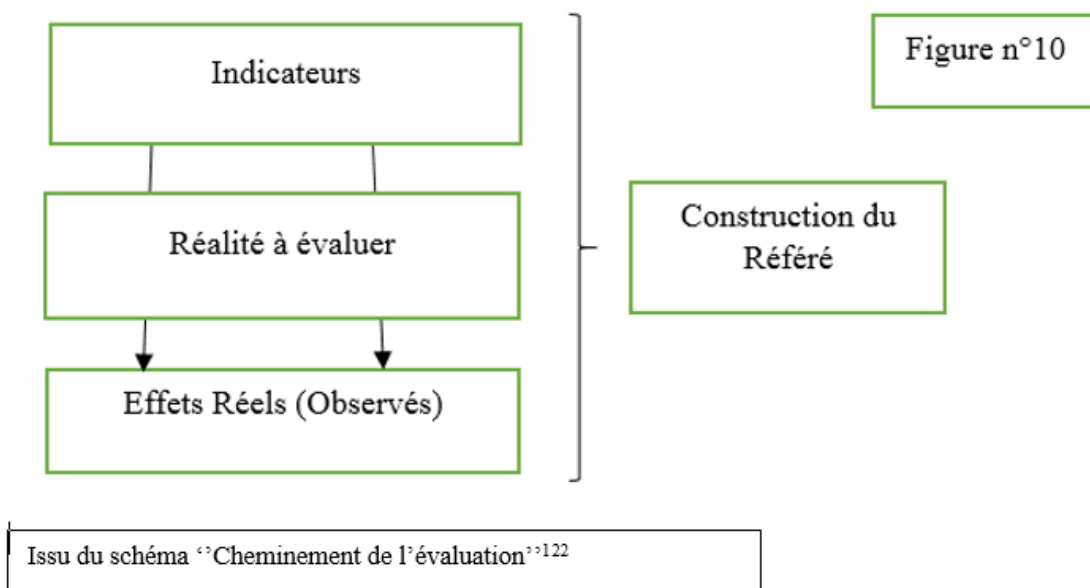 Figure n°10
Indicateurs
Réalité à évaluer
Effets Réels (Observés)
Construction du
Référé
Issu du schéma ‘’Cheminement de l’évaluation’’¹²²